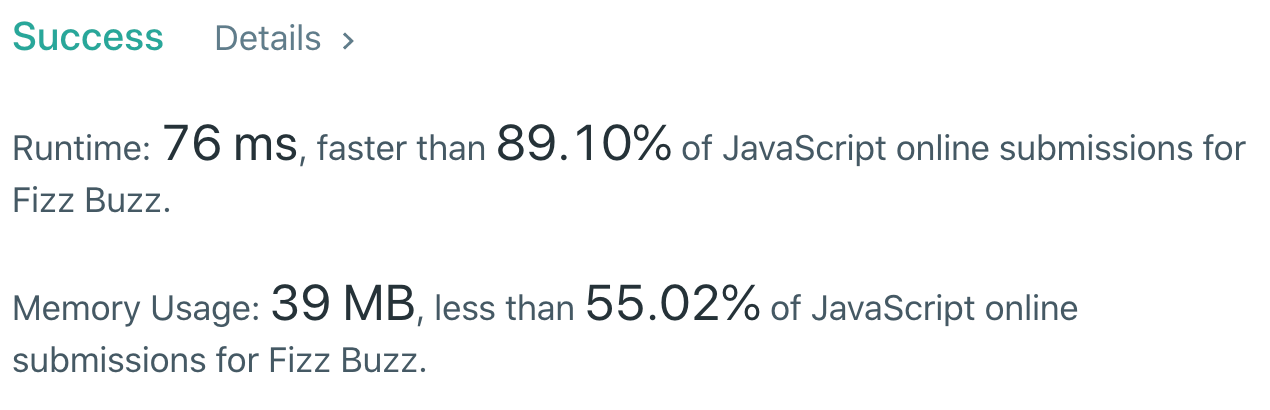 Success Details >
Runtime: 76 ms, faster than 89.10% of JavaScript online submissions for
Fizz Buzz.
Memory Usage: 39 MB, less than 55.02% of JavaScript online
submissions for Fizz Buzz.